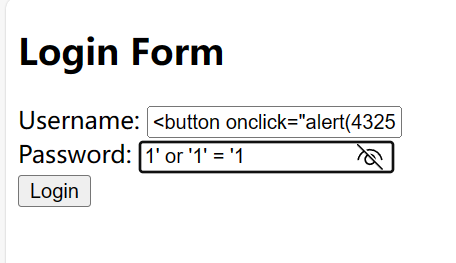 Login Form
Username: <button onclick="alert(4325
Password: 1' or '1' = '1
Login